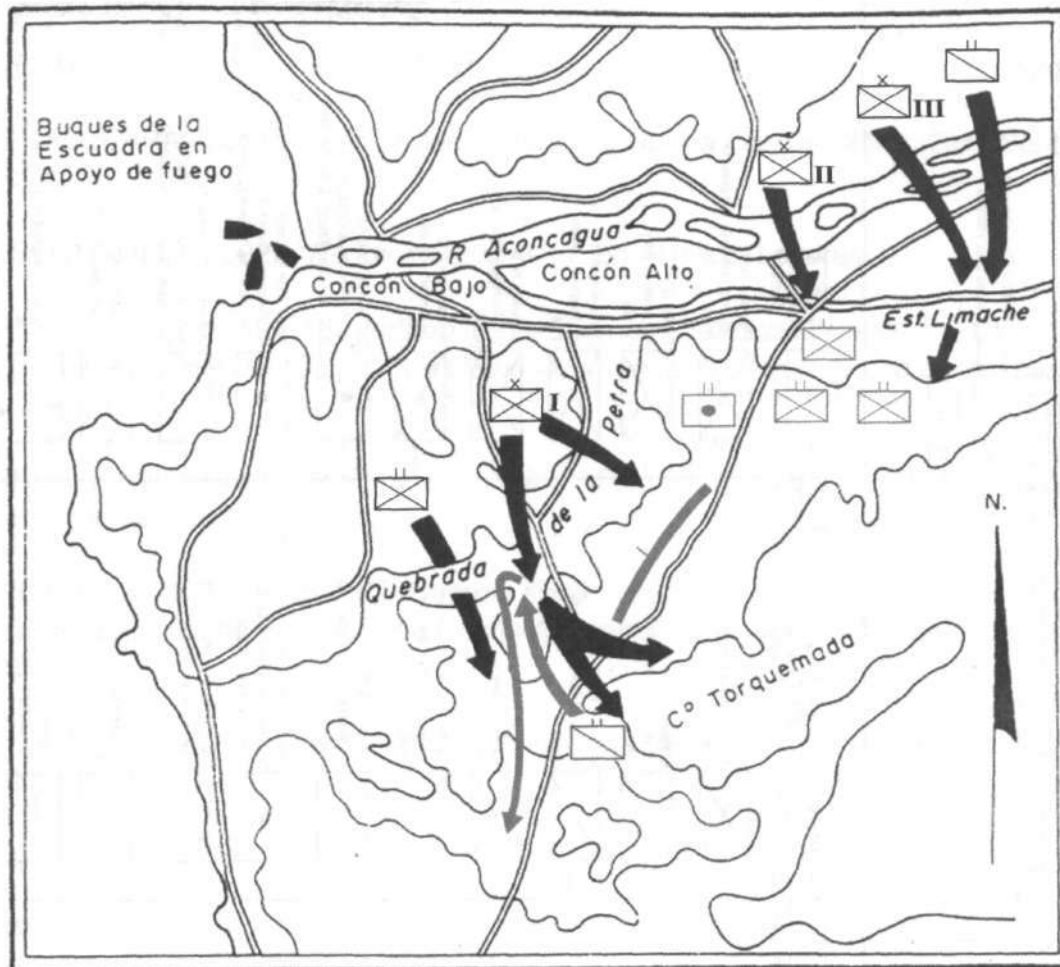 Buques de la
Escuadra en
Apoyo de fuego
III
II
R. Aconcagua
Concón Alto
Concón Bajo
Est. Limache
I
Quebrada de la Petra
N.
Cº Torquemada